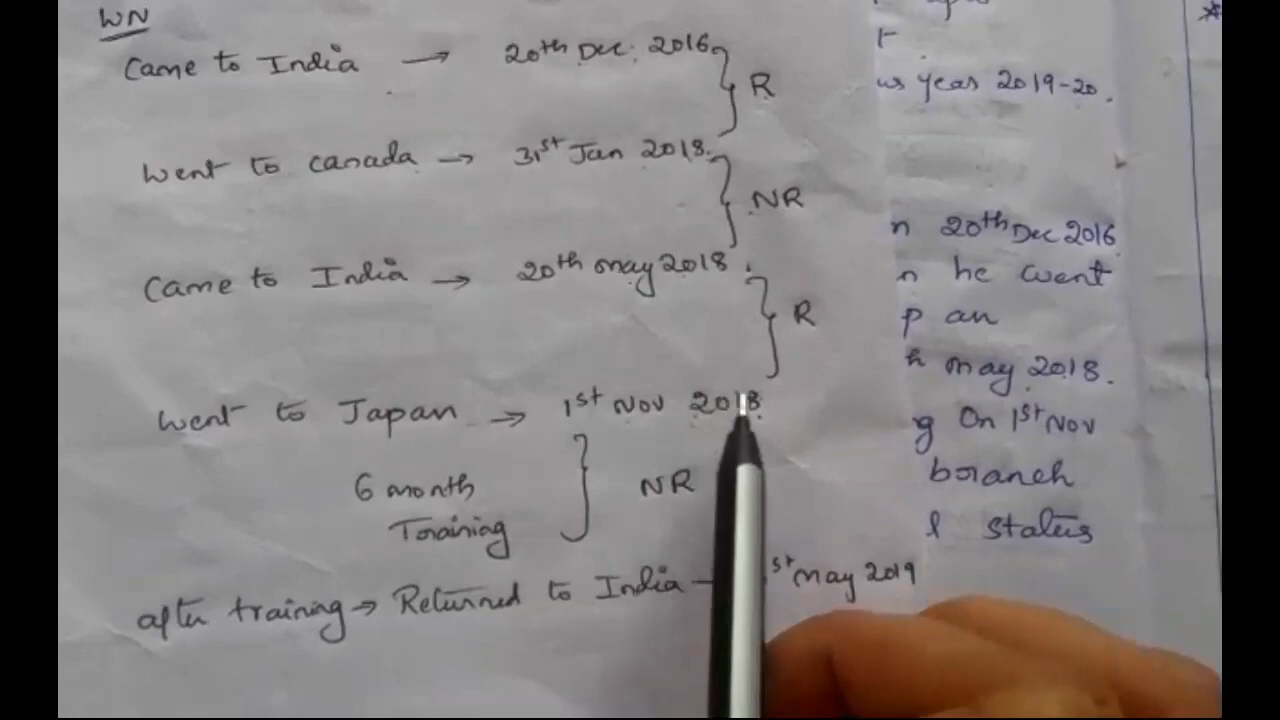 WN
Came to India → 20th Dec. 2016
R
Went to Canada → 31st Jan 2018.
NR
Came to India → 20th may 2018.
R
Went to Japan → 1st Nov 2018.
6 month
Training
NR
after training → Returned to India → st May 2019
year 2019-20.
20th Dec 2016
he went
an
may 2018.
On 1st Nov
branch
status